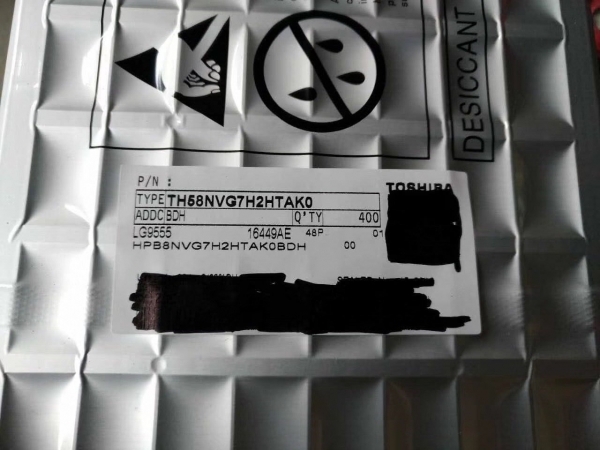 DESICCANT
P/N :
TOSHIBA
TYPE TH58NVG7H2HTAK0
ADDC BDH Q'TY 400
LG9555 16449AE 48P 01
HPB8NVG7H2HTAK0BDH 00